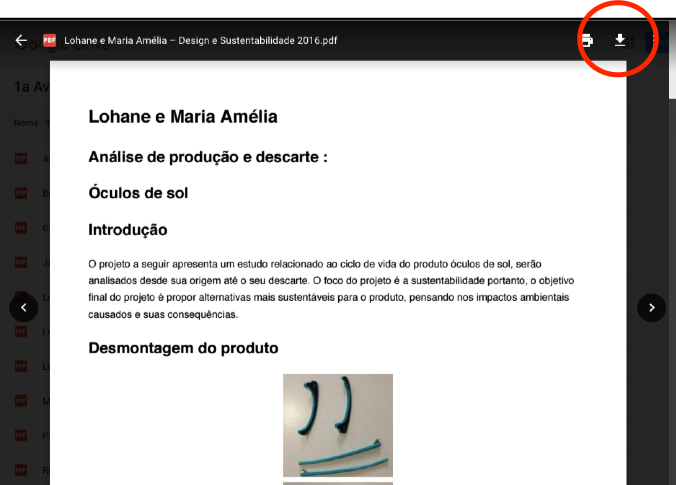 Lohane e Maria Amélia – Design e Sustentabilidade 2016.pdf
1a Av
Nome
Lohane e Maria Amélia
Análise de produção e descarte :
Óculos de sol
Introdução
O projeto a seguir apresenta um estudo relacionado ao ciclo de vida do produto óculos de sol, serão
analisados desde sua origem até o seu descarte. O foco do projeto é a sustentabilidade portanto, o objetivo
final do projeto é propor alternativas mais sustentáveis para o produto, pensando nos impactos ambientais
causados e suas consequências.
Desmontagem do produto